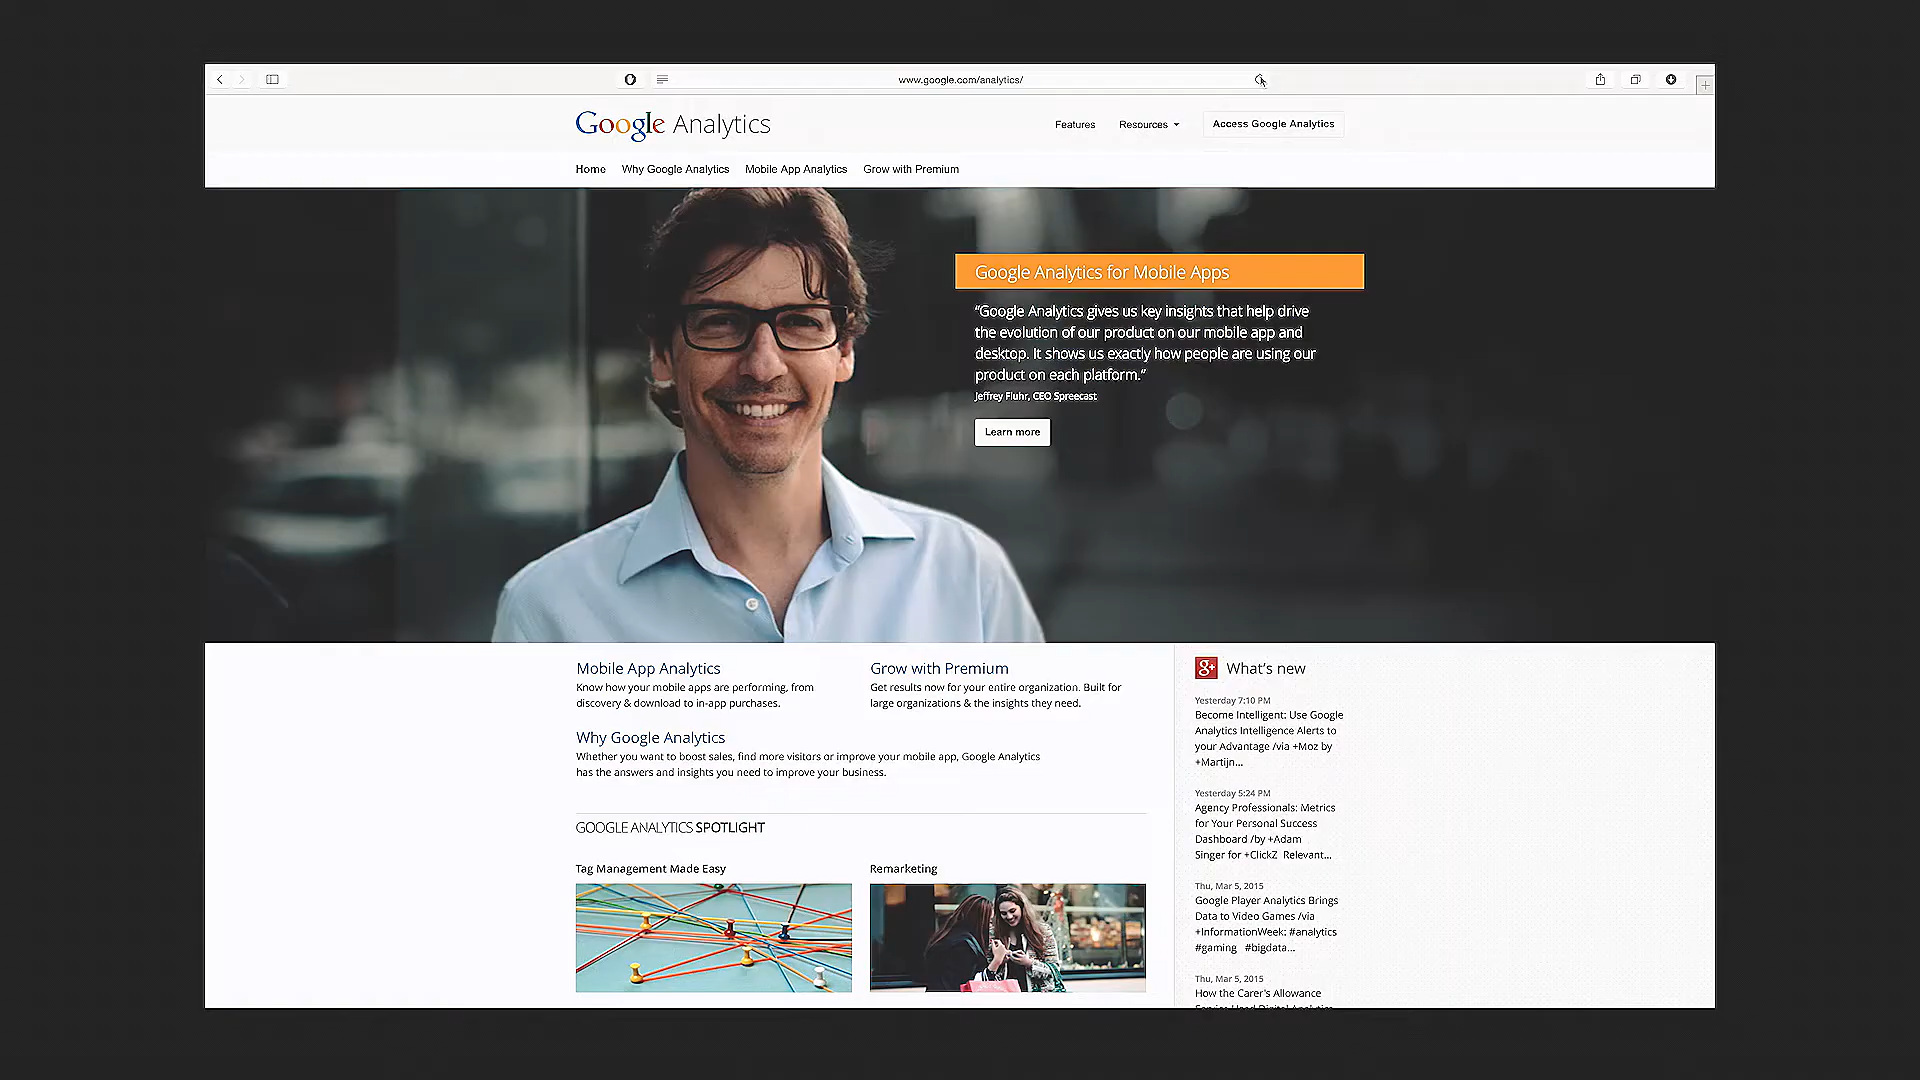 www.google.com/analytics/
Google Analytics
Features Resources Access Google Analytics
Home Why Google Analytics Mobile App Analytics Grow with Premium
Google Analytics for Mobile Apps
“Google Analytics gives us key insights that help drive
the evolution of our product on our mobile app and
desktop. It shows us exactly how people are using our
product on each platform.”
Jeffrey Fluhr, CEO Spreecast
Learn more
Mobile App Analytics
Know how your mobile apps are performing, from
discovery & download to in-app purchases.
Grow with Premium
Get results now for your entire organization. Built for
large organizations & the insights they need.
Why Google Analytics
Whether you want to boost sales, find more visitors or improve your mobile app, Google Analytics
has the answers and insights you need to improve your business.
GOOGLE ANALYTICS SPOTLIGHT
Tag Management Made Easy
Remarketing
g+ What's new
Yesterday 7:10 PM
Become Intelligent: Use Google
Analytics Intelligence Alerts to
your Advantage /via +Moz by
+Martijn...
Yesterday 5:24 PM
Agency Professionals: Metrics
for Your Personal Success
Dashboard /by +Adam
Singer for +ClickZ Relevant...
Thu, Mar 5, 2015
Google Player Analytics Brings
Data to Video Games /via
+InformationWeek: #analytics
#gaming #bigdata...
Thu, Mar 5, 2015
How the Carer's Allowance